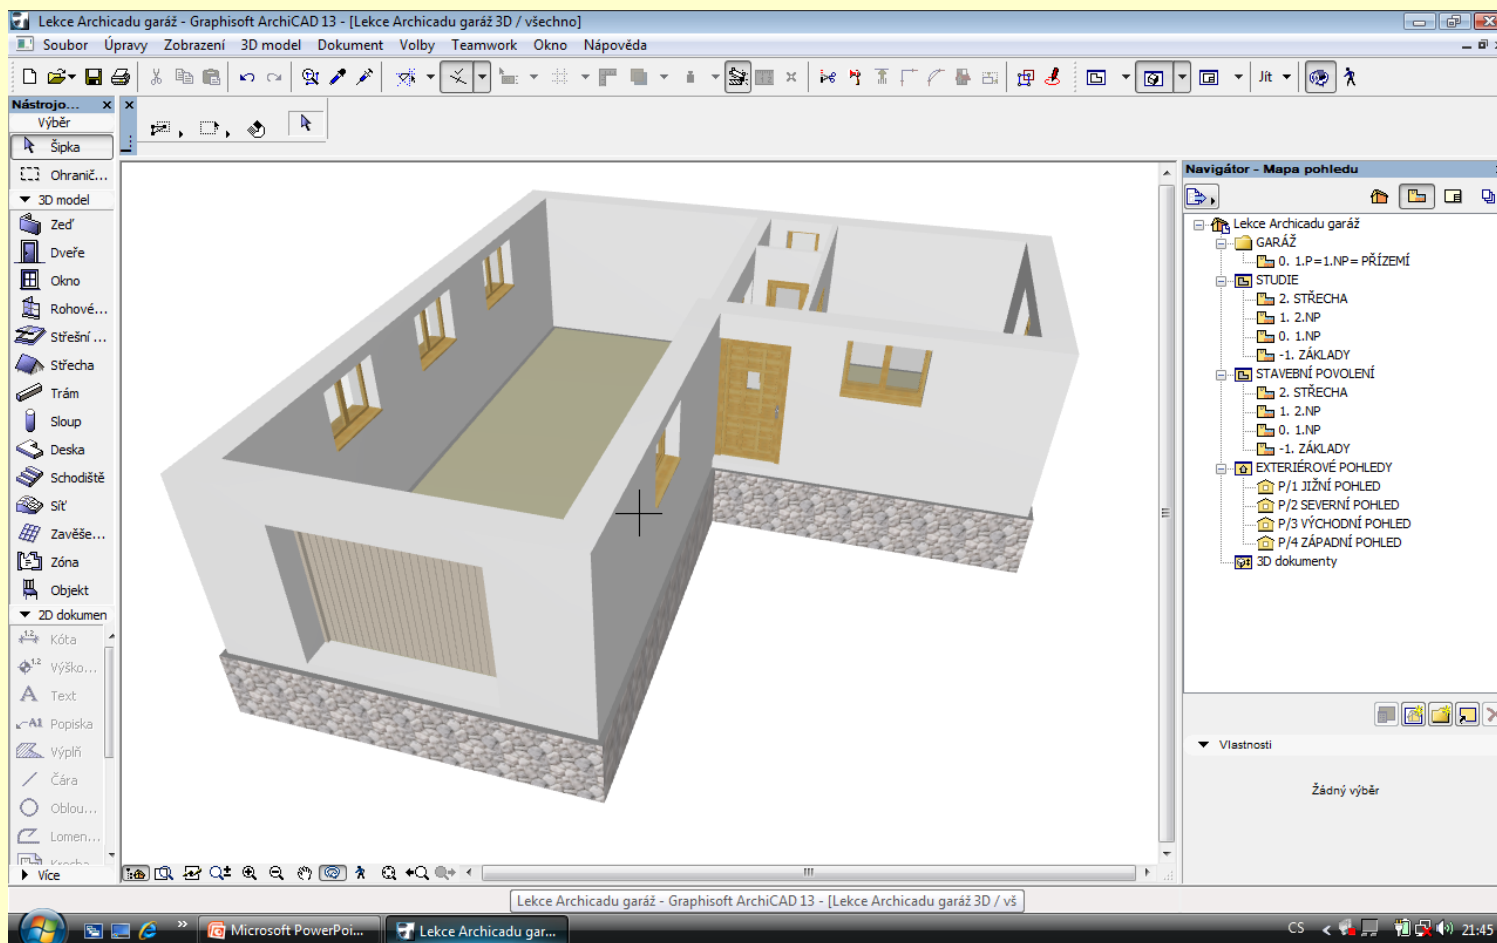 Lekce Archicadu garáž - Graphisoft ArchiCAD 13 - [Lekce Archicadu garáž 3D / všechno]
Soubor Úpravy Zobrazení 3D model Dokument Volby Teamwork Okno Nápověda
Jít
Nástrojo...
Výběr
Šipka
Ohranič...
3D model
Zeď
Dveře
Okno
Rohové...
Střešní ...
Střecha
Trám
Sloup
Deska
Schodiště
Síť
Zavěše...
Zóna
Objekt
2D dokumen
Kóta
Výško...
Text
Popiska
Výplň
Čára
Oblou...
Lomen...
Více
Navigátor - Mapa pohledu
Lekce Archicadu garáž
GARÁŽ
0. 1.P=1.NP= PŘÍZEMÍ
STUDIE
2. STŘECHA
1. 2.NP
0. 1.NP
-1. ZÁKLADY
STAVEBNÍ POVOLENÍ
2. STŘECHA
1. 2.NP
0. 1.NP
-1. ZÁKLADY
EXTERIÉROVÉ POHLEDY
P/1 JIŽNÍ POHLED
P/2 SEVERNÍ POHLED
P/3 VÝCHODNÍ POHLED
P/4 ZÁPADNÍ POHLED
3D dokumenty
Vlastnosti
Žádný výběr
Lekce Archicadu garáž - Graphisoft ArchiCAD 13 - [Lekce Archicadu garáž 3D / vš
Microsoft PowerPoi...
Lekce Archicadu gar...
CS
21:45